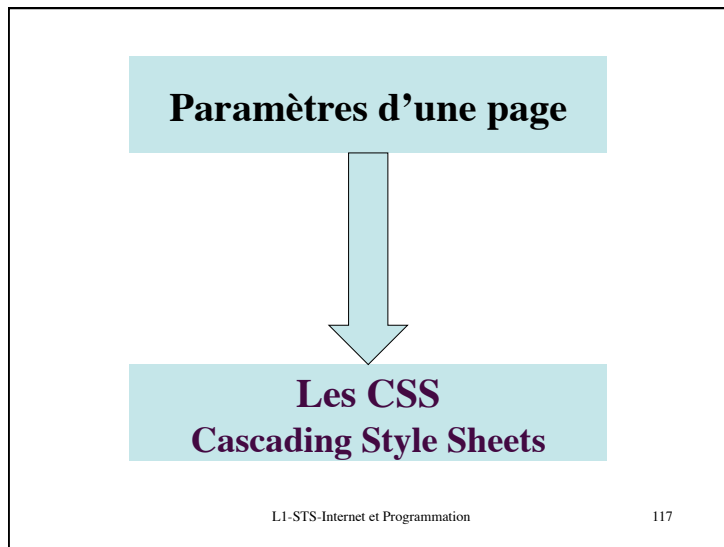 Paramètres d’une page
Les CSS
Cascading Style Sheets
L1-STS-Internet et Programmation
117